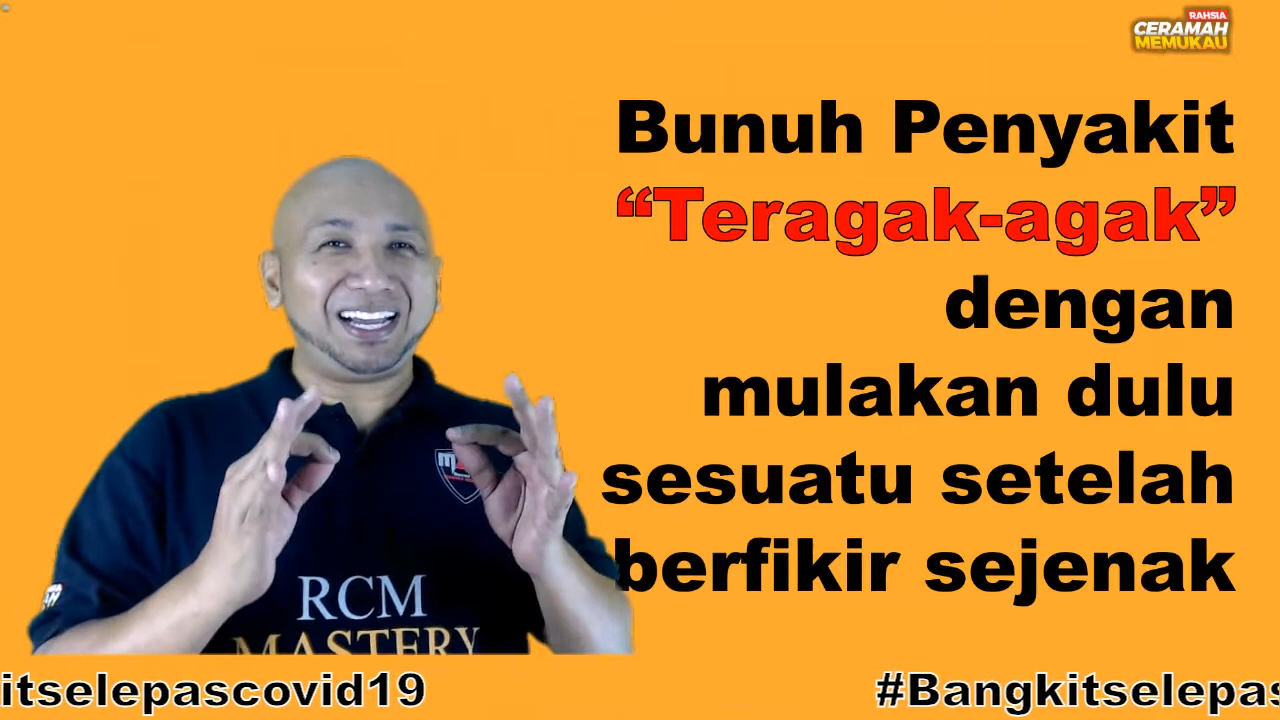 RAHSIA
CERAMAH
MEMUKAU
Bunuh Penyakit
“Teragak-agak”
dengan
mulakan dulu
sesuatu setelah
berfikir sejenak
RCM
MASTERY
itselepascovid19
#Bangkitselepas